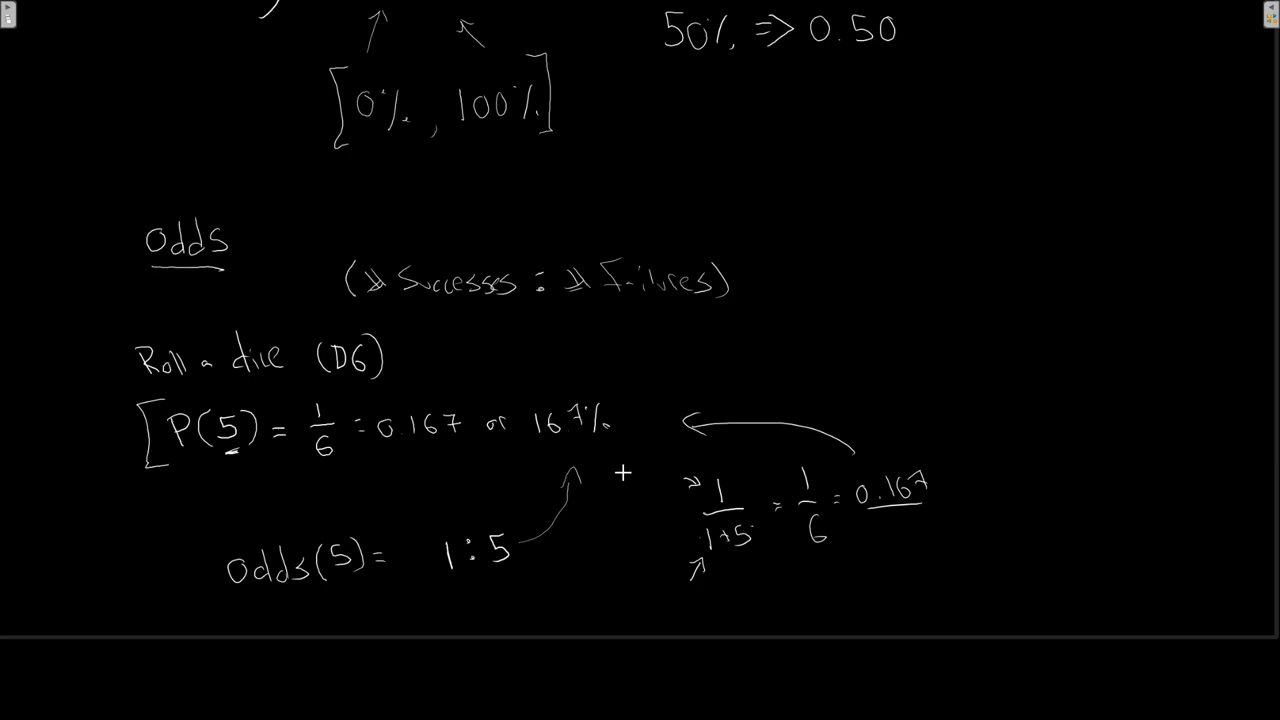 50% => 0.50
[0%, 100%]
Odds
(# Successes : # Failures)
Roll a dice (D6)
[P(5) = 1/6 = 0.167 or 16.7%
1/(1+5) = 1/6 = 0.167
Odds(5) = 1:5